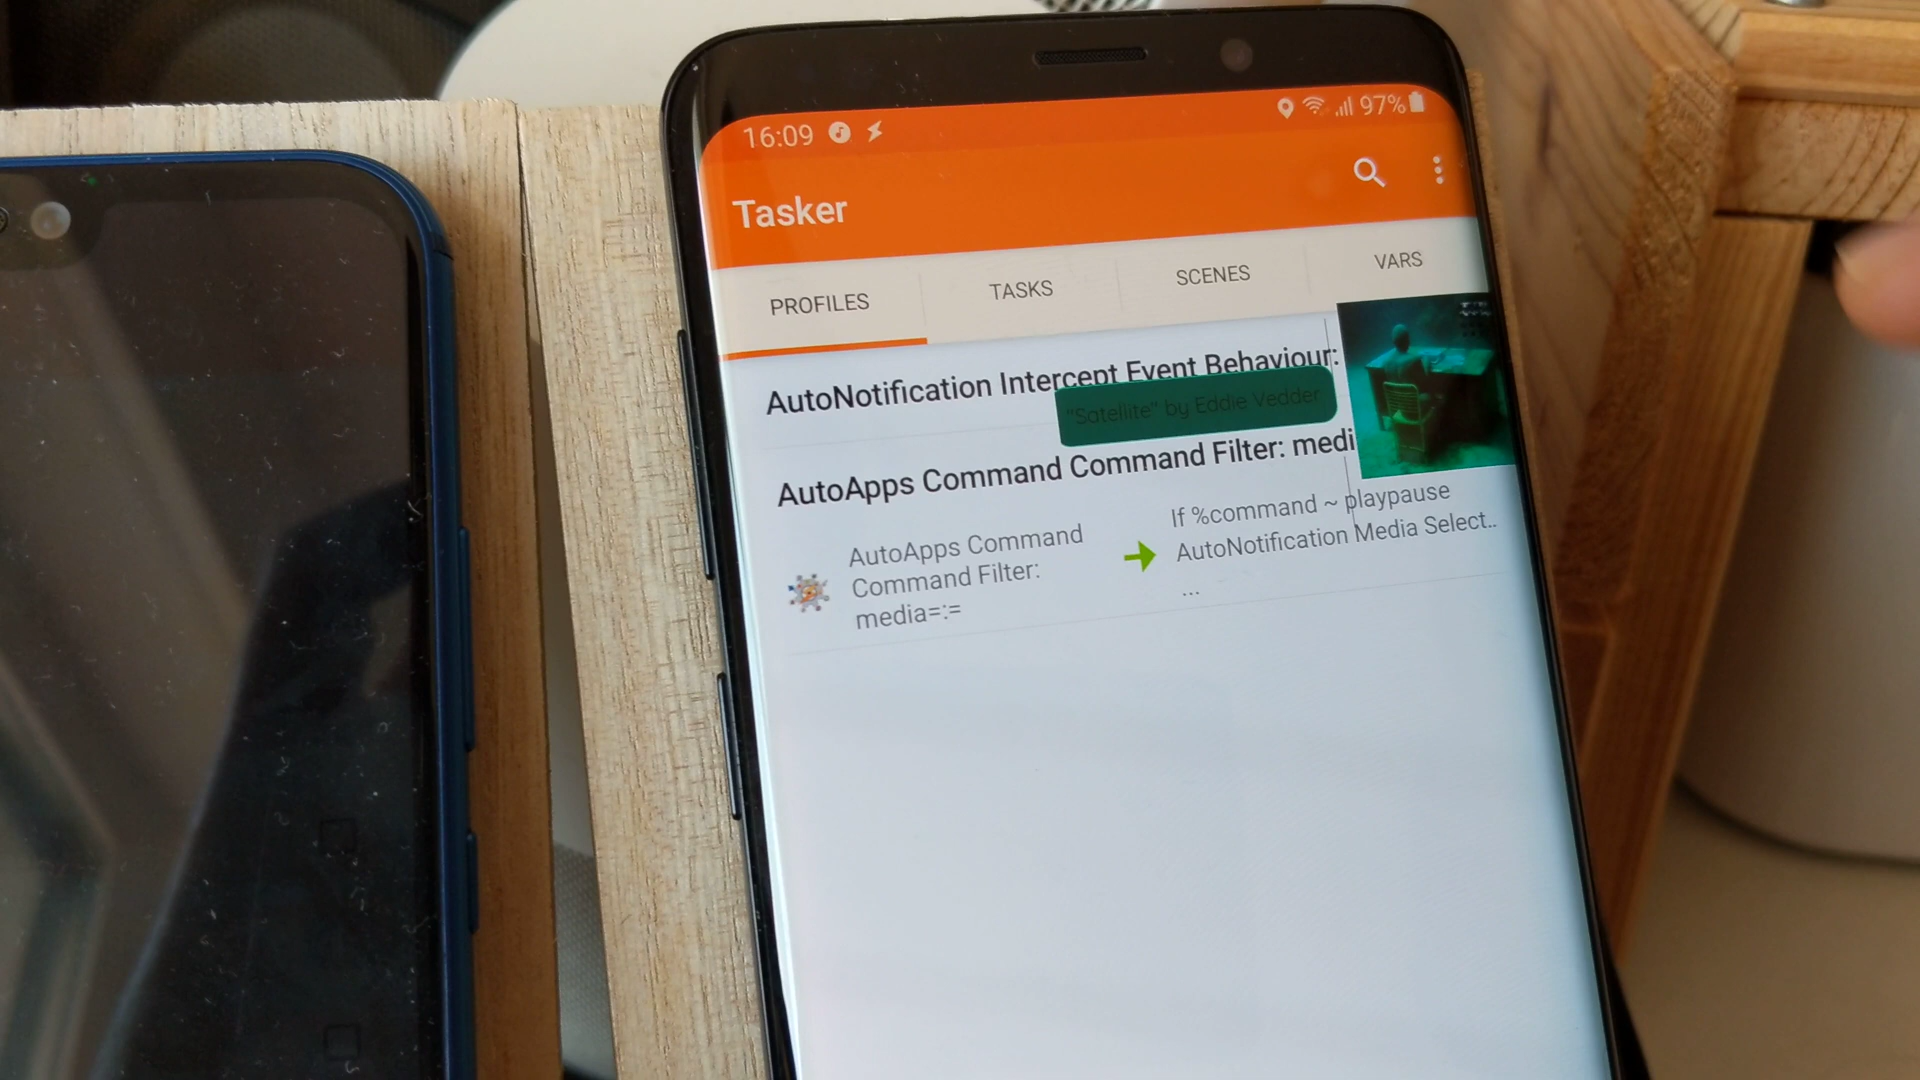 16:09
97%
Tasker
PROFILES
TASKS
SCENES
VARS
AutoNotification Intercept Event Behaviour:
"Satellite" by Eddie Vedder
AutoApps Command Command Filter: medi
AutoApps Command
Command Filter:
media=:=
If %command ~ playpause
AutoNotification Media Select..
...